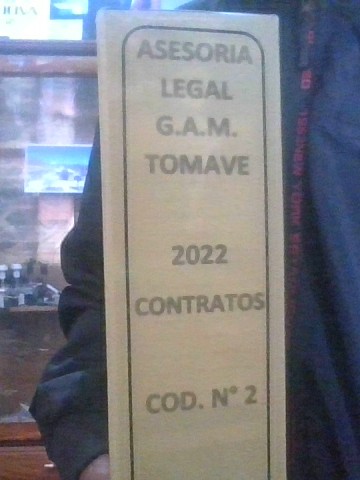 ASESORIA
LEGAL
G.A.M.
TOMAVE
2022
CONTRATOS
COD. N° 2